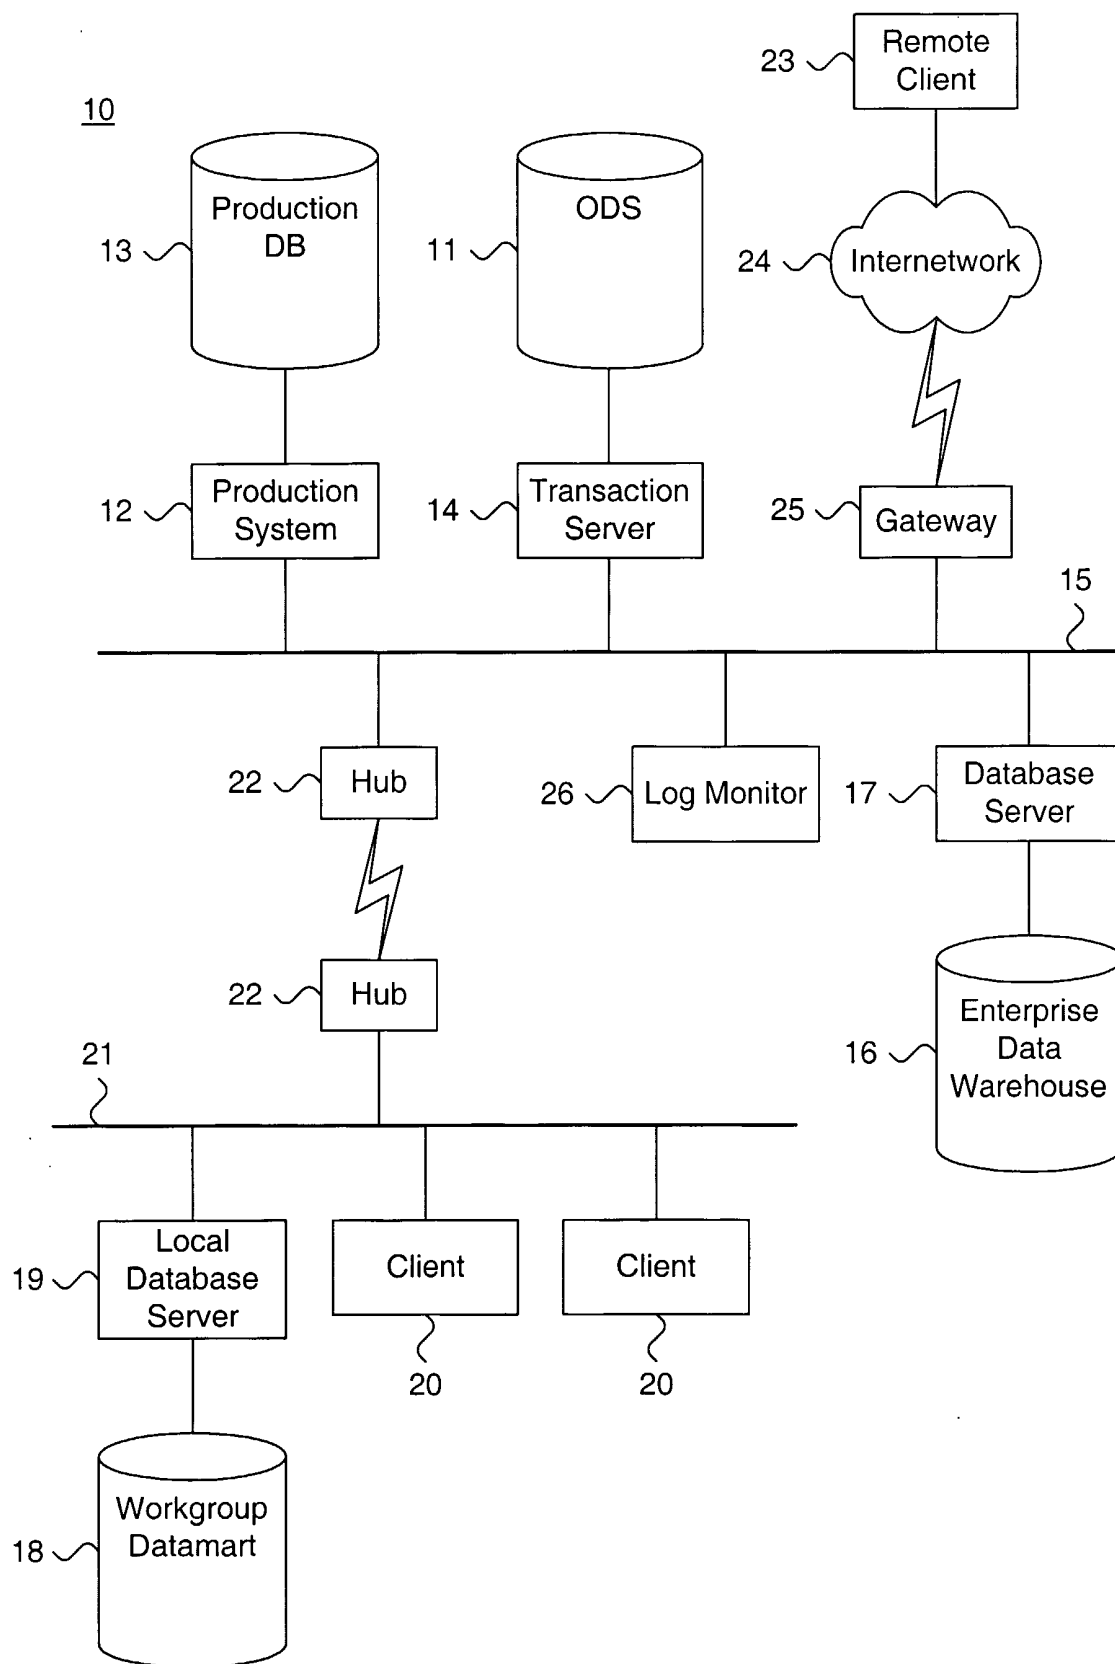 23
Remote
Client
10
Production
DB
13
ODS
11
24
Internetwork
12
Production
System
14
Transaction
Server
25
Gateway
15
22
Hub
26
Log Monitor
17
Database
Server
22
Hub
16
Enterprise
Data
Warehouse
21
19
Local
Database
Server
Client
Client
20
20
18
Workgroup
Datamart